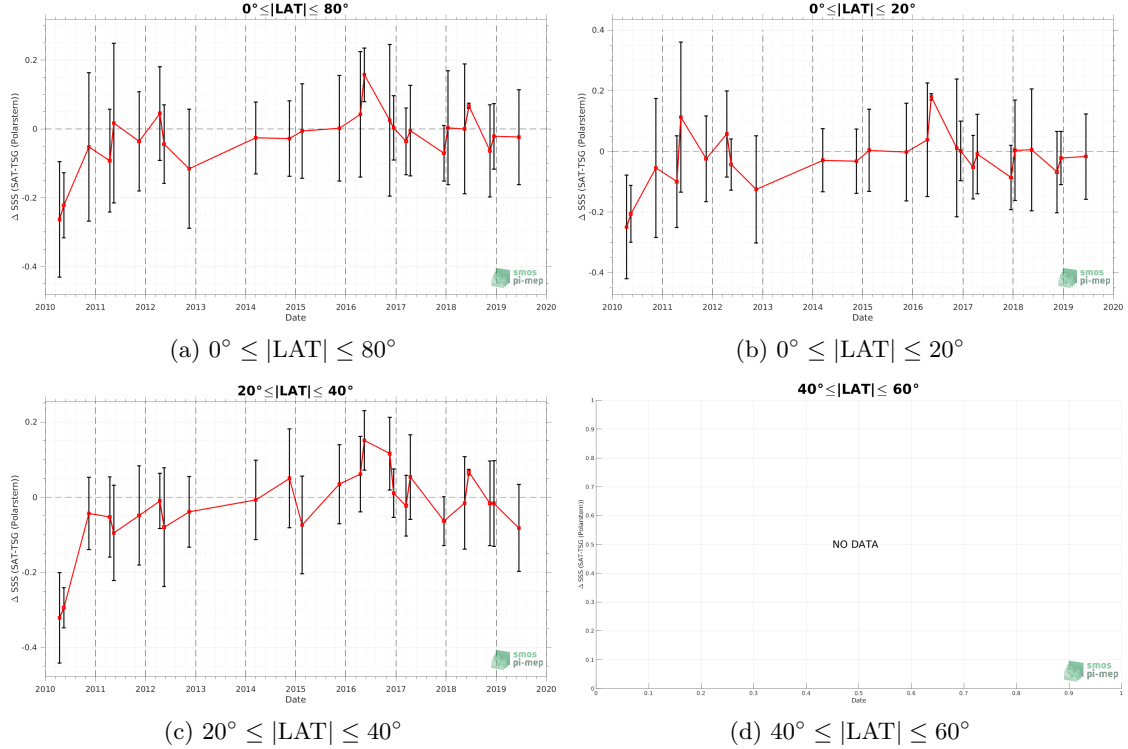 0°≤|LAT|≤ 80°
Δ SSS (SAT-TSG (Polarstern))
0.2
0
-0.2
-0.4
2010 2011 2012 2013 2014 2015 2016 2017 2018 2019 2020
Date
smos
pi-mep
(a) 0° ≤ |LAT| ≤ 80°
0°≤|LAT|≤ 20°
Δ SSS (SAT-TSG (Polarstern))
0.4
0.2
0
-0.2
-0.4
2010 2011 2012 2013 2014 2015 2016 2017 2018 2019 2020
Date
smos
pi-mep
(b) 0° ≤ |LAT| ≤ 20°
20°≤|LAT|≤ 40°
Δ SSS (SAT-TSG (Polarstern))
0.2
0
-0.2
-0.4
2010 2011 2012 2013 2014 2015 2016 2017 2018 2019 2020
Date
smos
pi-mep
(c) 20° ≤ |LAT| ≤ 40°
40°≤|LAT|≤ 60°
Δ SSS (SAT-TSG (Polarstern))
1
0.9
0.8
0.7
0.6
0.5
0.4
0.3
0.2
0.1
0
NO DATA
0 0.1 0.2 0.3 0.4 0.5 0.6 0.7 0.8 0.9 1
Date
smos
pi-mep
(d) 40° ≤ |LAT| ≤ 60°